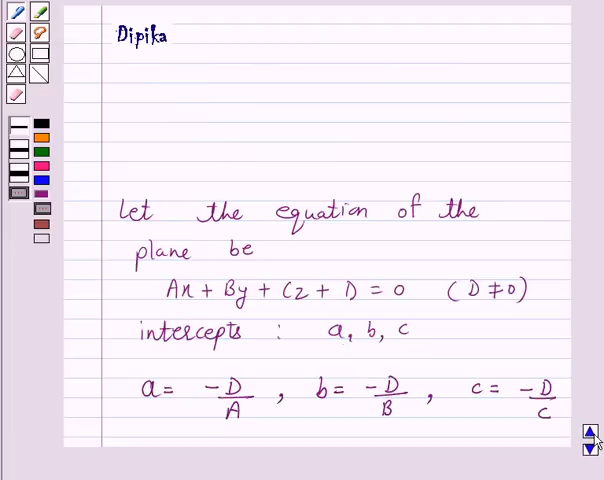 Dipika
Let the equation of the
plane be
Ax + By + Cz + D = 0 (D ≠ 0)
intercepts : a, b, c
a = -D/A , b = -D/B , c = -D/C